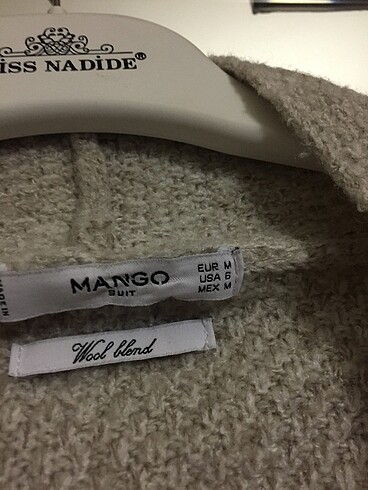 iSS NADİDE®
MANGO
SUIT
EUR M
USA 6
MEX M
MADE IN
Wool blend